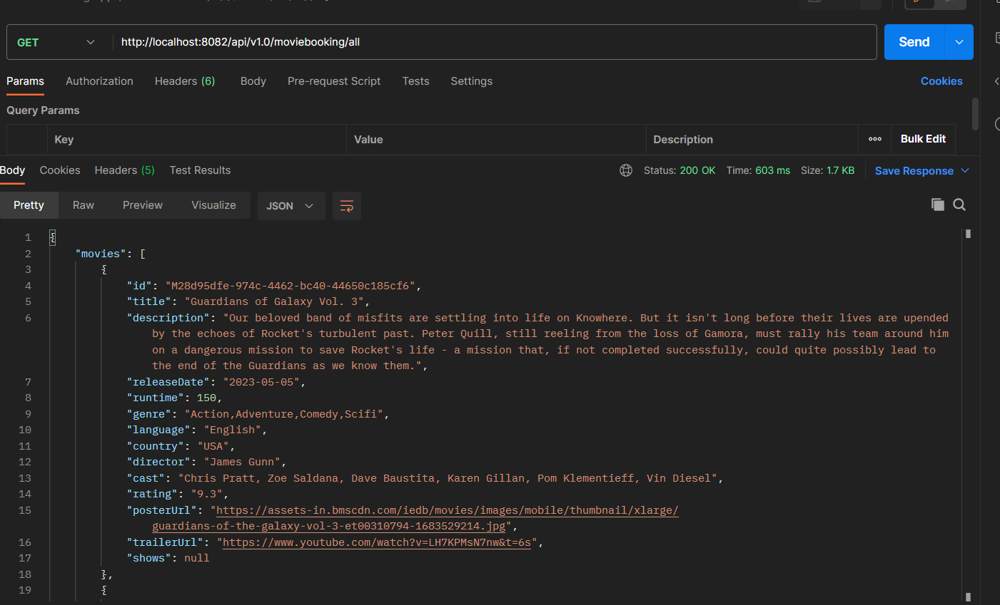 GET http://localhost:8082/api/v1.0/moviebooking/all Send
Params Authorization Headers (6) Body Pre-request Script Tests Settings Cookies
Query Params
Key Value Description Bulk Edit
Body Cookies Headers (5) Test Results Status: 200 OK Time: 603 ms Size: 1.7 KB Save Response
Pretty Raw Preview Visualize JSON
1 {
2 "movies": [
3 {
4 "id": "M28d95dfe-974c-4462-bc40-44650c185cf6",
5 "title": "Guardians of Galaxy Vol. 3",
6 "description": "Our beloved band of misfits are settling into life on Knowhere. But it isn't long before their lives are upended
by the echoes of Rocket's turbulent past. Peter Quill, still reeling from the loss of Gamora, must rally his team around him
on a dangerous mission to save Rocket's life - a mission that, if not completed successfully, could quite possibly lead to
the end of the Guardians as we know them.",
7 "releaseDate": "2023-05-05",
8 "runtime": 150,
9 "genre": "Action,Adventure,Comedy,Scifi",
10 "language": "English",
11 "country": "USA",
12 "director": "James Gunn",
13 "cast": "Chris Pratt, Zoe Saldana, Dave Baustita, Karen Gillan, Pom Klementieff, Vin Diesel",
14 "rating": "9.3",
15 "posterUrl": "https://assets-in.bmscdn.com/iedb/movies/images/mobile/thumbnail/xlarge/
guardians-of-the-galaxy-vol-3-et00310794-1683529214.jpg",
16 "trailerUrl": "https://www.youtube.com/watch?v=LH7KPMsN7nw&t=6s",
17 "shows": null
18 },
19 {